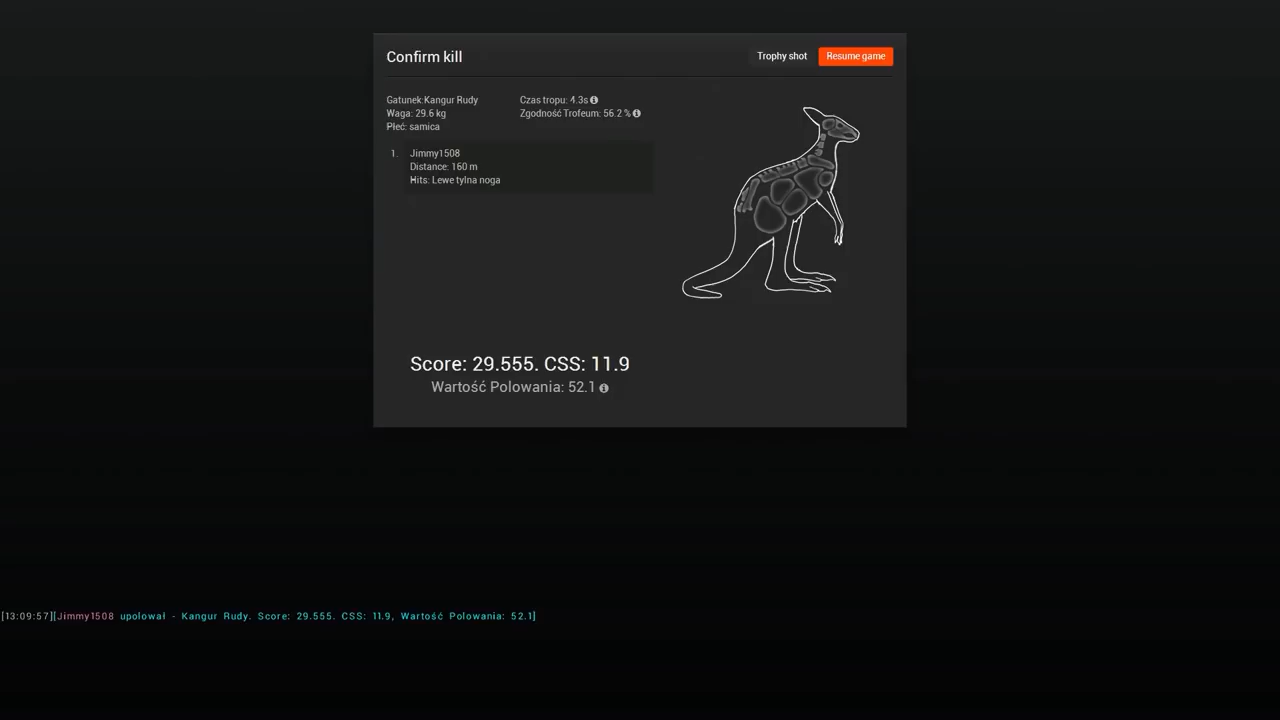 Confirm kill
Trophy shot
Resume game
Gatunek:Kangur Rudy
Waga: 29.6 kg
Płeć: samica
Czas tropu: 4.3s
Zgodność Trofeum: 56.2 %
1. Jimmy1508
Distance: 160 m
Hits: Lewe tylna noga
Score: 29.555. CSS: 11.9
Wartość Polowania: 52.1
[13:09:57][Jimmy1508 upolował - Kangur Rudy. Score: 29.555. CSS: 11.9, Wartość Polowania: 52.1]